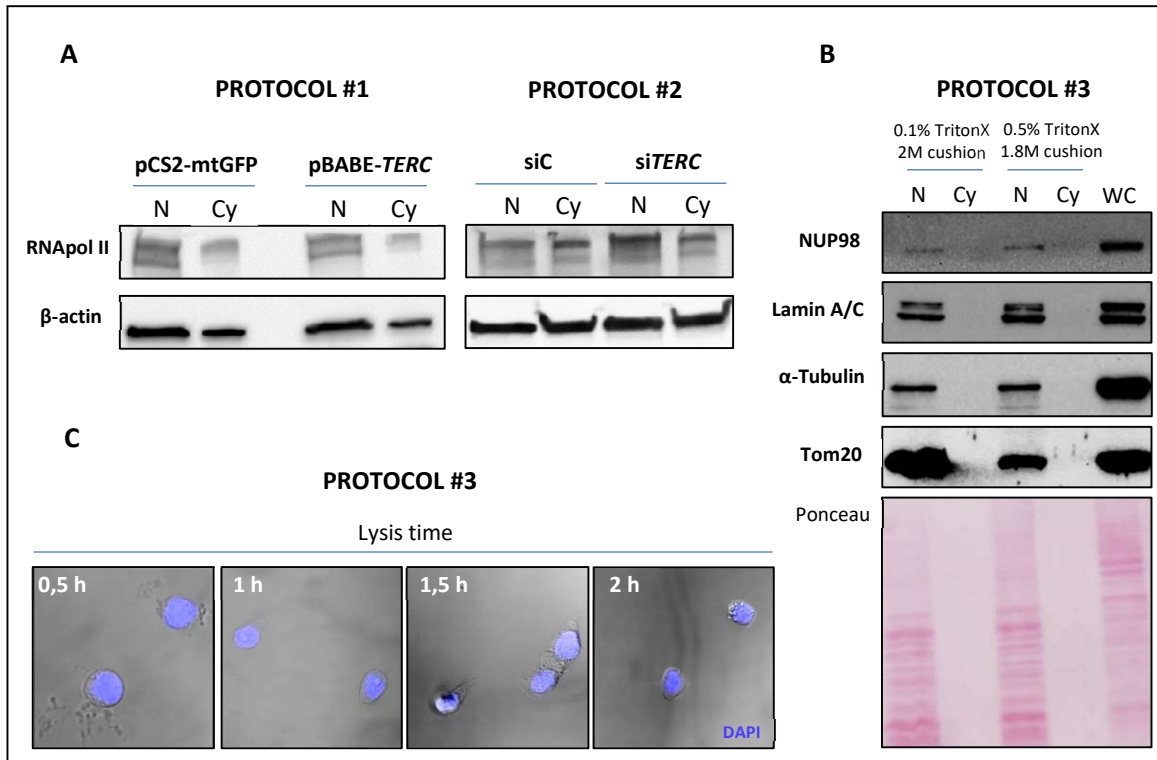 A
PROTOCOL #1
PROTOCOL #2
pCS2-mtGFP
pBABE-TERC
siC
siTERC
N
Cy
N
Cy
N
Cy
N
Cy
RNApol II
β-actin
B
PROTOCOL #3
0.1% TritonX
2M cushion
0.5% TritonX
1.8M cushion
N
Cy
N
Cy
WC
NUP98
Lamin A/C
α-Tubulin
Tom20
Ponceau
C
PROTOCOL #3
Lysis time
0,5 h
1 h
1,5 h
2 h
DAPI